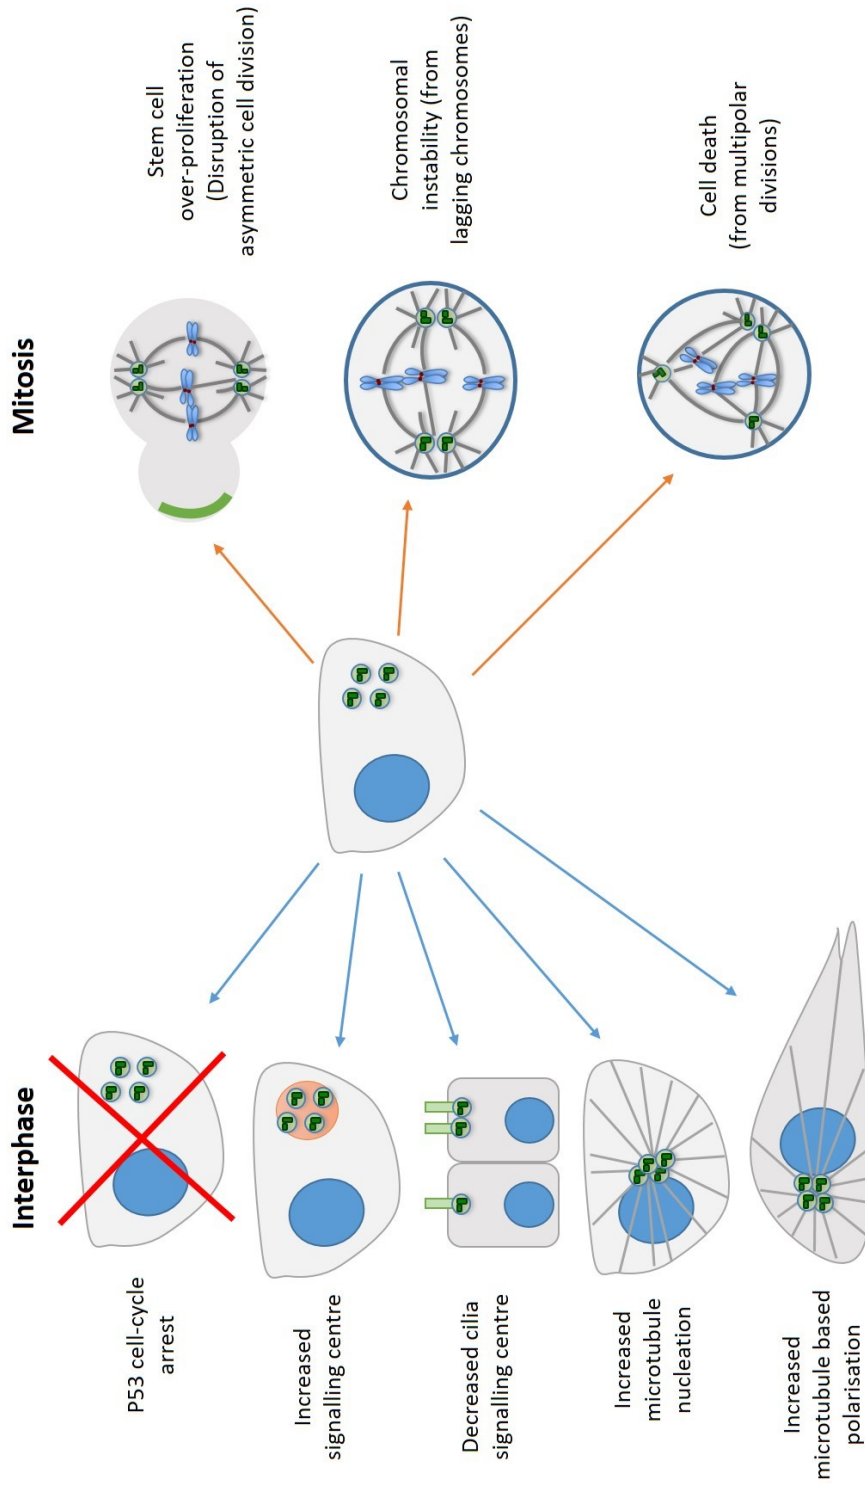 Interphase
P53 cell-cycle
arrest
Increased
signalling centre
Decreased cilia
signalling centre
Increased
microtubule
nucleation
Increased
microtubule based
polarisation
Mitosis
Stem cell
over-proliferation
(Disruption of
asymmetric cell division)
Chromosomal
instability (from
lagging chromosomes)
Cell death
(from multipolar
divisions)